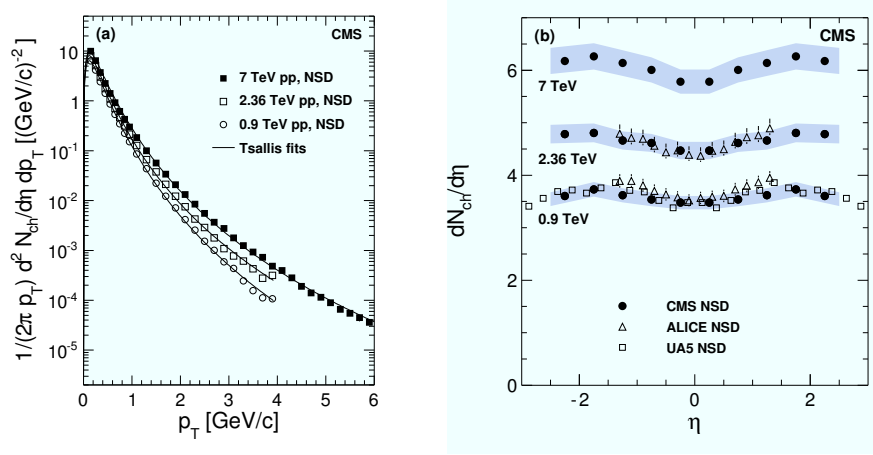 (a) CMS
7 TeV pp, NSD
2.36 TeV pp, NSD
0.9 TeV pp, NSD
Tsallis fits
1/(2π p_T) d² N_ch/dη dp_T [(GeV/c)⁻²]
10
1
10⁻¹
10⁻²
10⁻³
10⁻⁴
10⁻⁵
0 1 2 3 4 5 6
p_T [GeV/c]
(b) CMS
7 TeV
2.36 TeV
0.9 TeV
CMS NSD
ALICE NSD
UA5 NSD
dN_ch/dη
6
4
2
0
-2 0 2
η